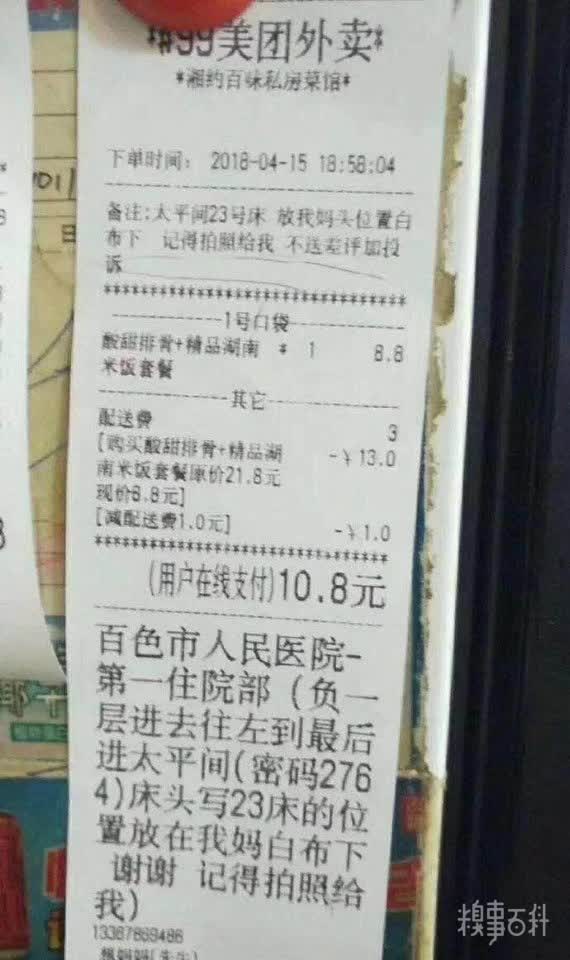 *#99美团外卖*
*湘约百味私房菜馆*
下单时间: 2018-04-15 18:58:04
备注:太平间23号床 放我妈头位置白
布下 记得拍照给我 不送差评加投
诉
1号口袋
酸甜排骨+精品湖南 * 1 8.8
米饭套餐
其它
配送费 3
[购买酸甜排骨+精品湖 -￥13.0
南米饭套餐原价21.8元
现价8.8元]
[减配送费1.0元] -￥1.0
(用户在线支付)10.8元
百色市人民医院-
第一住院部 (负一
层进去往左到最后
进太平间(密码276
4)床头写23床的位
置放在我妈白布下
谢谢 记得拍照给
我)
13367869486
想妈妈(先生)
糗事百科